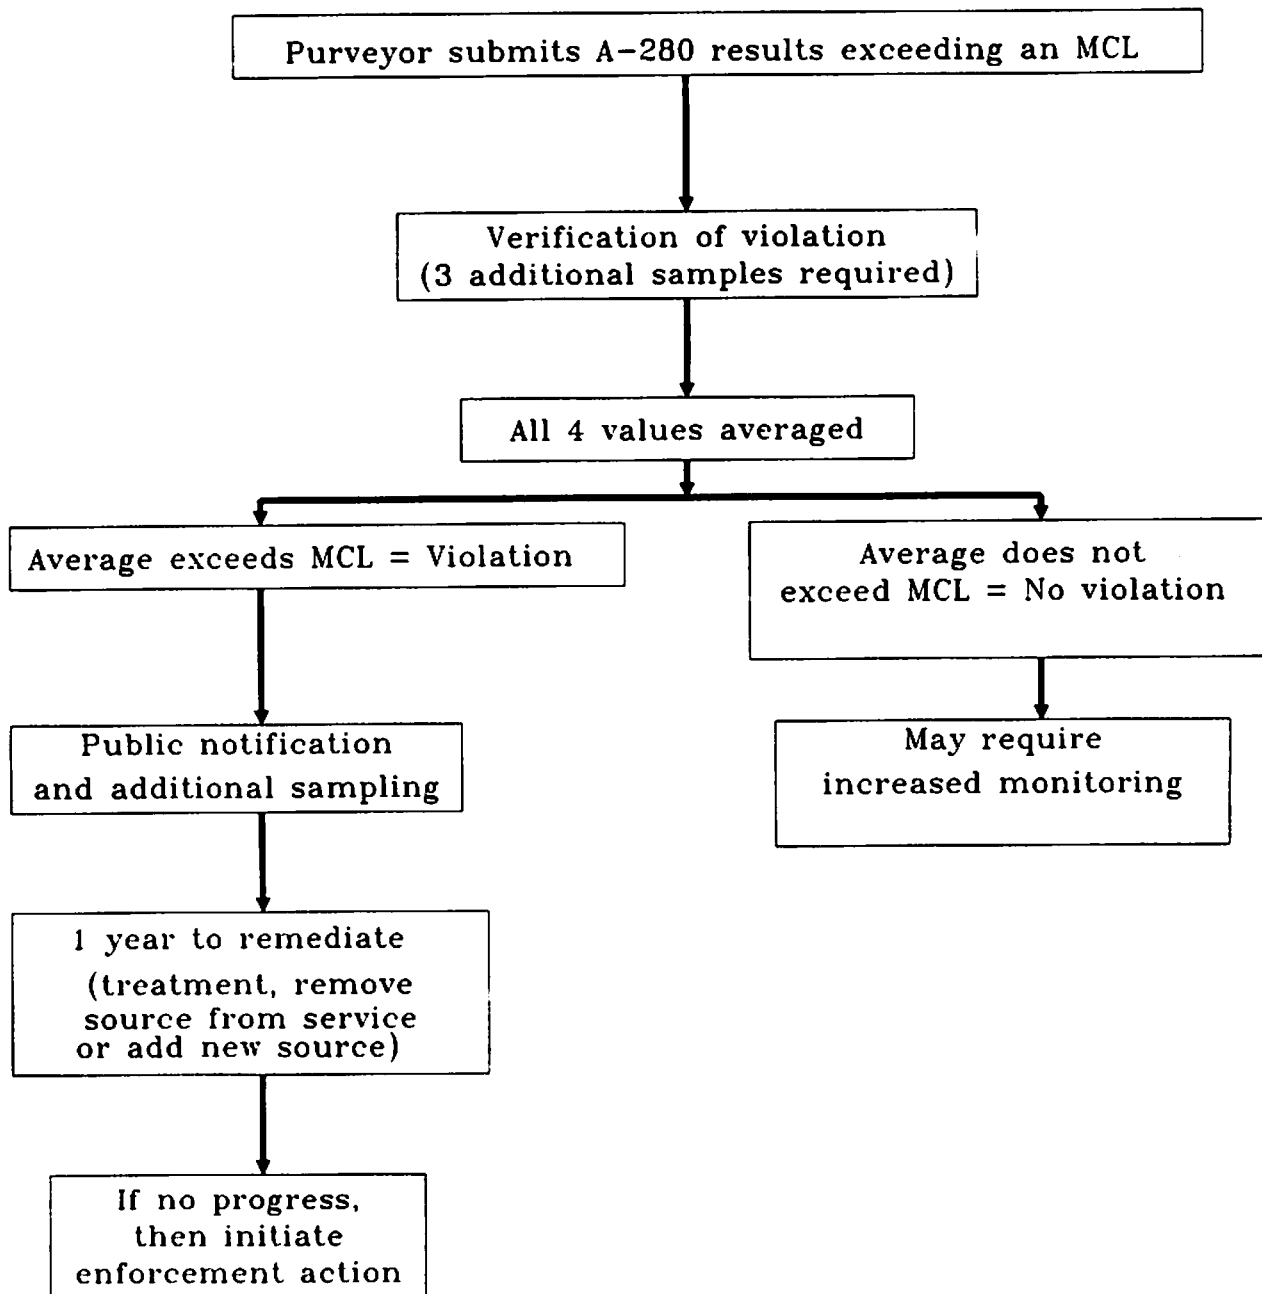 Purveyor submits A-280 results exceeding an MCL
Verification of violation
(3 additional samples required)
All 4 values averaged
Average exceeds MCL = Violation
Average does not
exceed MCL = No violation
Public notification
and additional sampling
May require
increased monitoring
1 year to remediate
(treatment, remove
source from service
or add new source)
If no progress,
then initiate
enforcement action